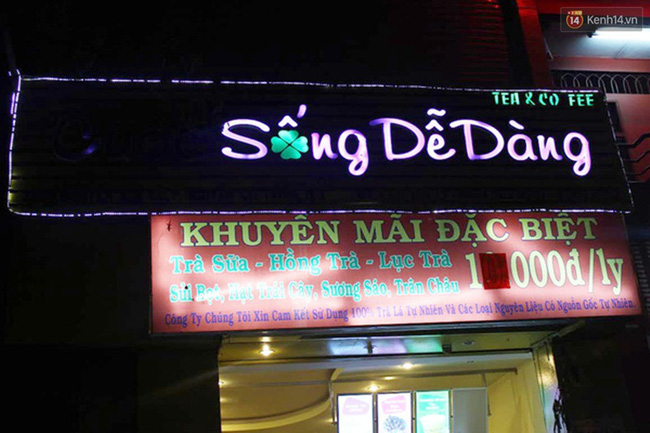 14 Kenh14.vn
TEA & CO FEE
Sống Dễ Dàng
KHUYẾN MÃI ĐẶC BIỆT
Trà Sữa - Hồng Trà - Lục Trà
1 000đ/ly
Sủi Bọt, Hạt Trái Cây, Sương Sáo, Trân Châu
Công Ty Chúng Tôi Xin Cam Kết Sử Dụng 100% Trà Lá Tự Nhiên Và Các Loại Nguyên Liệu Có Nguồn Gốc Tự Nhiên.